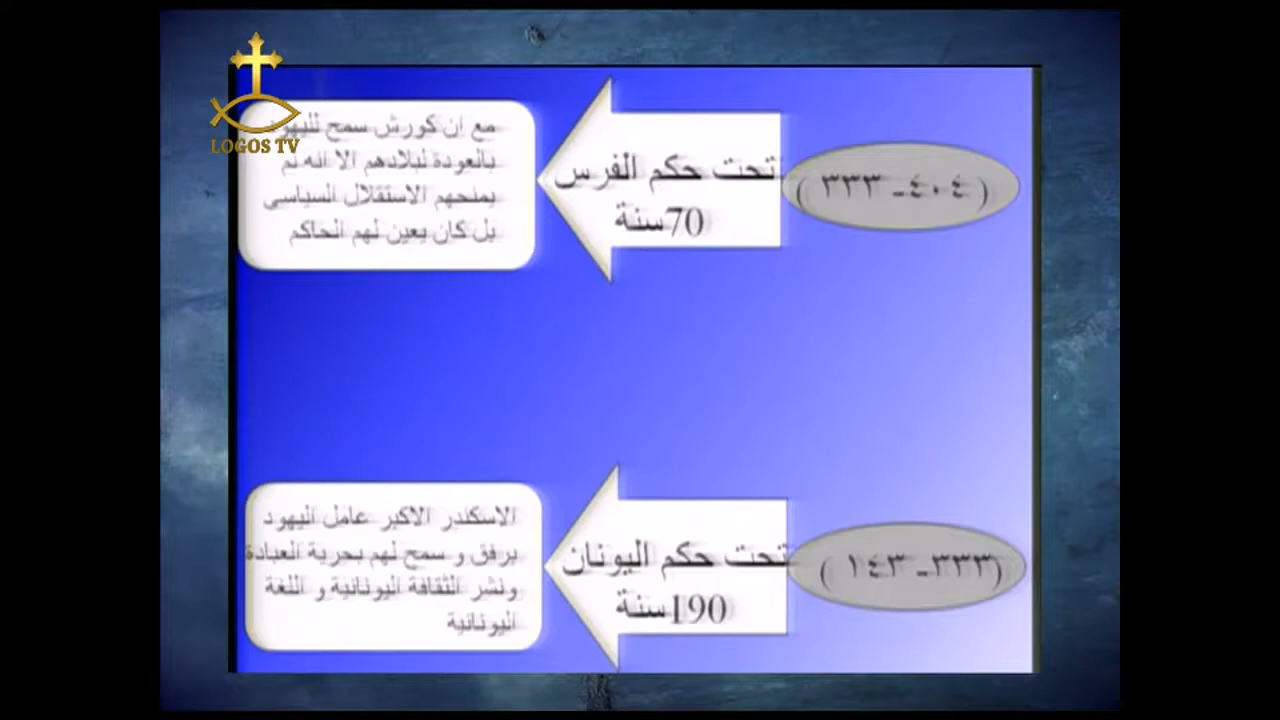 LOGOS TV
(٤٠٤ـ ٣٣٣ )
تحت حكم الفرس
70سنة
مع ان كورش سمح لليهود
بالعودة لبلادهم الا انه لم
يمنحهم الاستقلال السياسى
بل كان يعين لهم الحاكم
(٣٣٣ـ ١٤٣ )
تحت حكم اليونان
190سنة
الاسكندر الاكبر عامل اليهود
برفق و سمح لهم بحرية العبادة
ونشر الثقافة اليونانية و اللغة
اليونانية